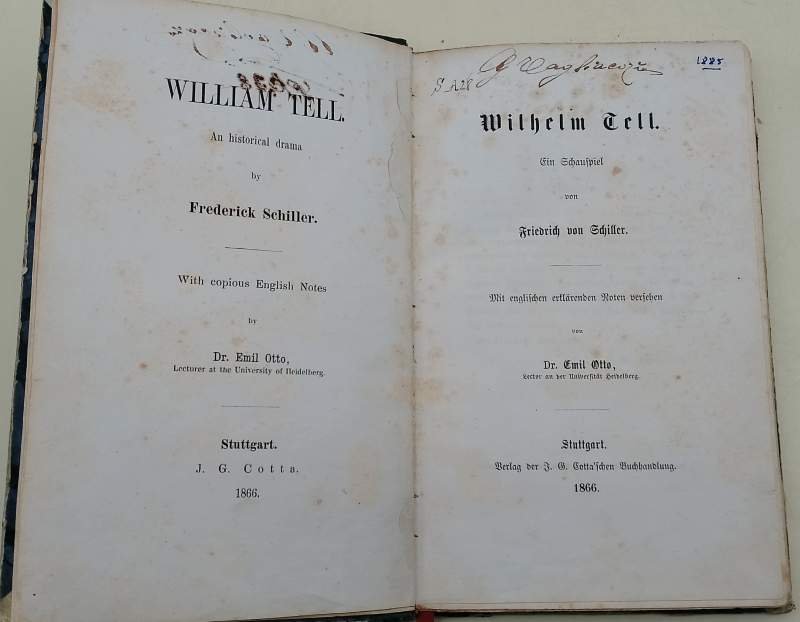 WILLIAM TELL.
An historical drama
by
Frederick Schiller.
With copious English Notes
by
Dr. Emil Otto,
Lecturer at the University of Heidelberg.
Stuttgart.
J. G. Cotta.
1866.
1885
S A28
Wilhelm Tell.
Ein Schauspiel
von
Friedrich von Schiller.
Mit englischen erklärenden Noten versehen
von
Dr. Emil Otto,
Lector an der Universität Heidelberg.
Stuttgart.
Verlag der J. G. Cotta'schen Buchhandlung.
1866.